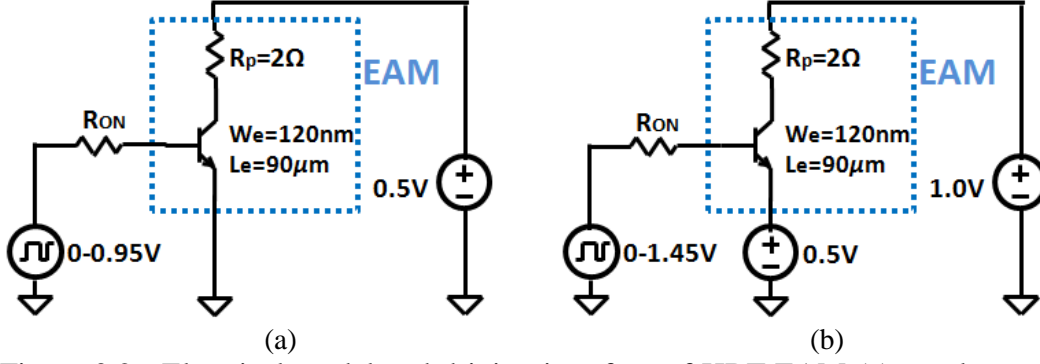 Rp=2Ω
EAM
RON
We=120nm
Le=90μm
0.5V
0-0.95V
(a)
Rp=2Ω
EAM
RON
We=120nm
Le=90μm
1.0V
0-1.45V
0.5V
(b)